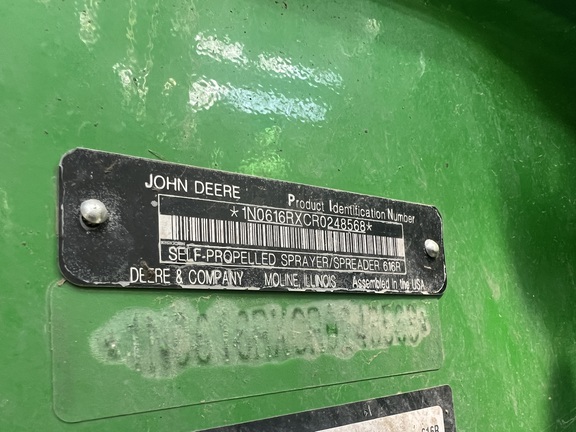 JOHN DEERE
Product Identification Number
*1N0616RXCR0248568*
SELF-PROPELLED SPRAYER/SPREADER 616R
DEERE & COMPANY MOLINE, ILLINOIS Assembled in the USA
616R